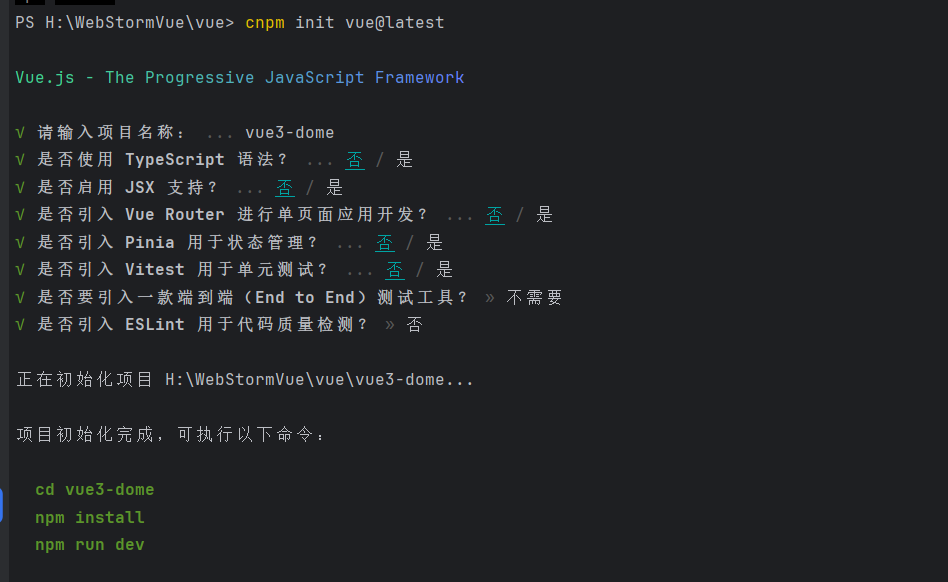 PS H:\WebStormVue\vue> cnpm init vue@latest
Vue.js - The Progressive JavaScript Framework
√ 请输入项目名称： ... vue3-dome
√ 是否使用 TypeScript 语法？ ... 否 / 是
√ 是否启用 JSX 支持？ ... 否 / 是
√ 是否引入 Vue Router 进行单页面应用开发？ ... 否 / 是
√ 是否引入 Pinia 用于状态管理？ ... 否 / 是
√ 是否引入 Vitest 用于单元测试？ ... 否 / 是
√ 是否要引入一款端到端（End to End）测试工具？ » 不需要
√ 是否引入 ESLint 用于代码质量检测？ » 否
正在初始化项目 H:\WebStormVue\vue\vue3-dome...
项目初始化完成，可执行以下命令：
cd vue3-dome
npm install
npm run dev